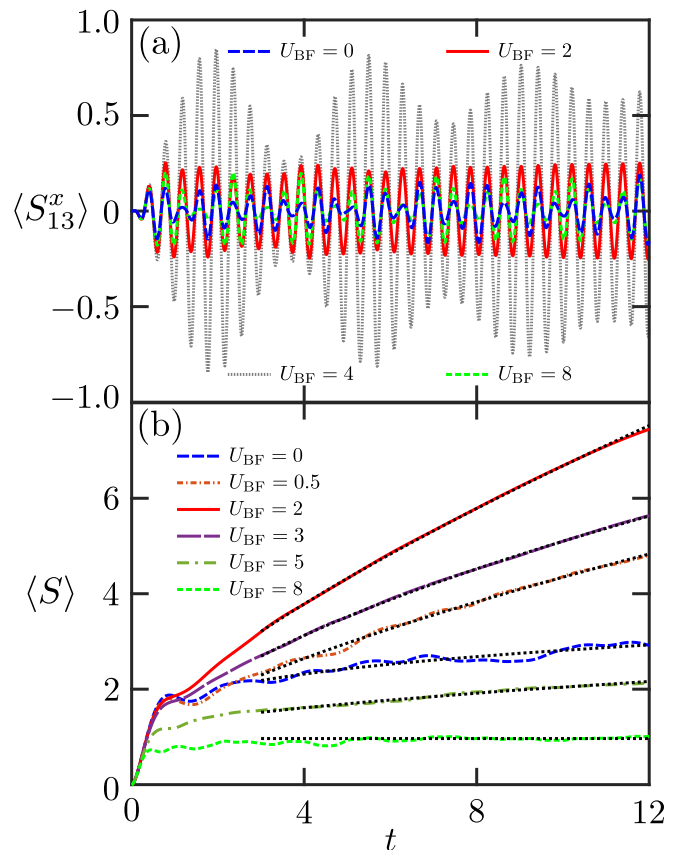 1.0
(a)
U_BF = 0
U_BF = 2
0.5
⟨S^x_13⟩
0
−0.5
U_BF = 4
U_BF = 8
−1.0
(b)
U_BF = 0
U_BF = 0.5
6
U_BF = 2
U_BF = 3
U_BF = 5
⟨S⟩
4
U_BF = 8
2
0
0
4
8
12
t